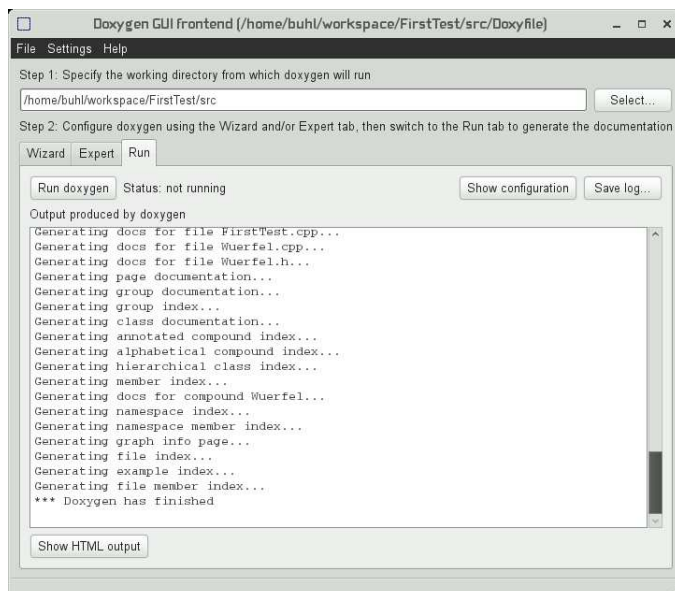 Doxygen GUI frontend (/home/buhl/workspace/FirstTest/src/Doxyfile)
File Settings Help
Step 1: Specify the working directory from which doxygen will run
/home/buhl/workspace/FirstTest/src Select...
Step 2: Configure doxygen using the Wizard and/or Expert tab, then switch to the Run tab to generate the documentation
Wizard Expert Run
Run doxygen Status: not running Show configuration Save log...
Output produced by doxygen
Generating docs for file FirstTest.cpp...
Generating docs for file Wuerfel.cpp...
Generating docs for file Wuerfel.h...
Generating page documentation...
Generating group documentation...
Generating group index...
Generating class documentation...
Generating annotated compound index...
Generating alphabetical compound index...
Generating hierarchical class index...
Generating member index...
Generating docs for compound Wuerfel...
Generating namespace index...
Generating namespace member index...
Generating graph info page...
Generating file index...
Generating example index...
Generating file member index...
*** Doxygen has finished
Show HTML output